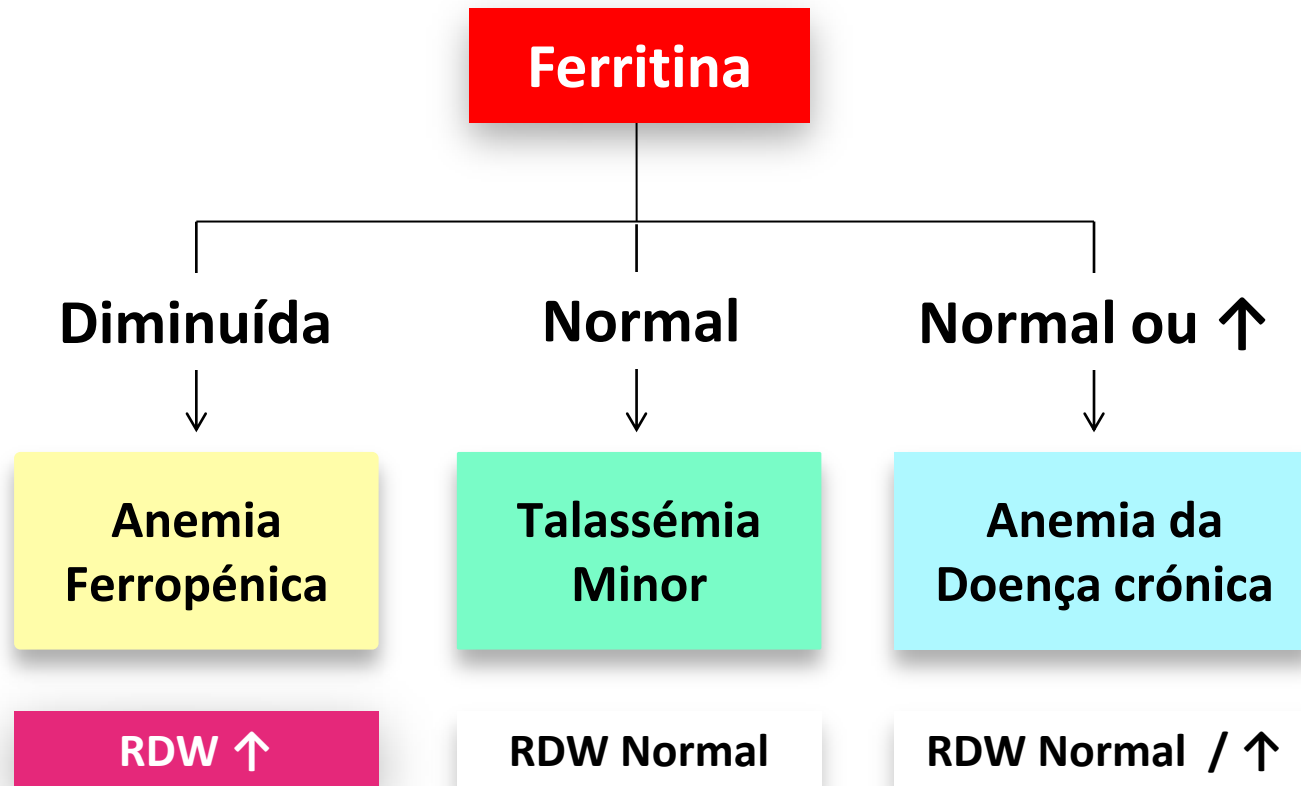 Ferritina
Diminuída
Normal
Normal ou ↑
Anemia
Ferropénica
Talassémia
Minor
Anemia da
Doença crónica
RDW ↑
RDW Normal
RDW Normal / ↑